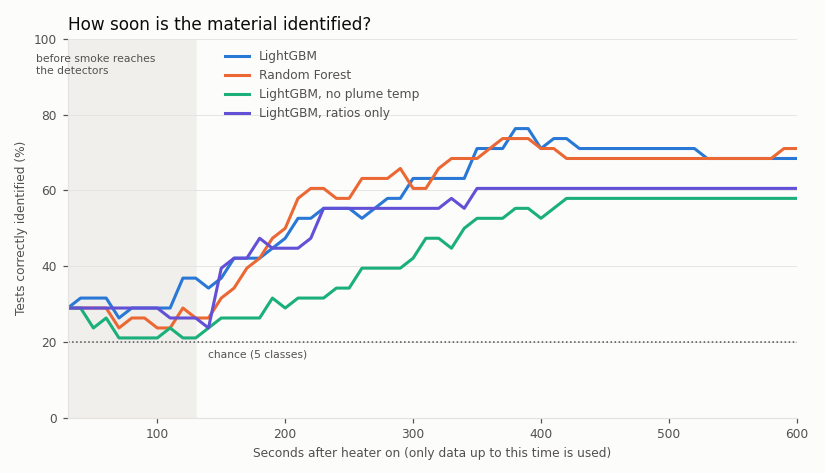 How soon is the material identified?
100
before smoke reaches
the detectors
LightGBM
Random Forest
LightGBM, no plume temp
LightGBM, ratios only
80
60
40
20
0
Tests correctly identified (%)
chance (5 classes)
100 200 300 400 500 600
Seconds after heater on (only data up to this time is used)